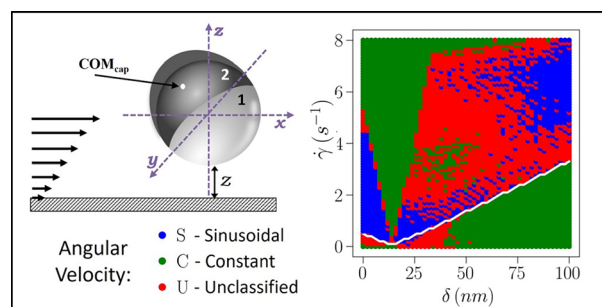 z
COM_cap
2
1
x
y
z
Angular Velocity:
S - Sinusoidal
C - Constant
U - Unclassified
γ̇ (s⁻¹)
8
6
4
2
0
0 25 50 75 100
δ (nm)